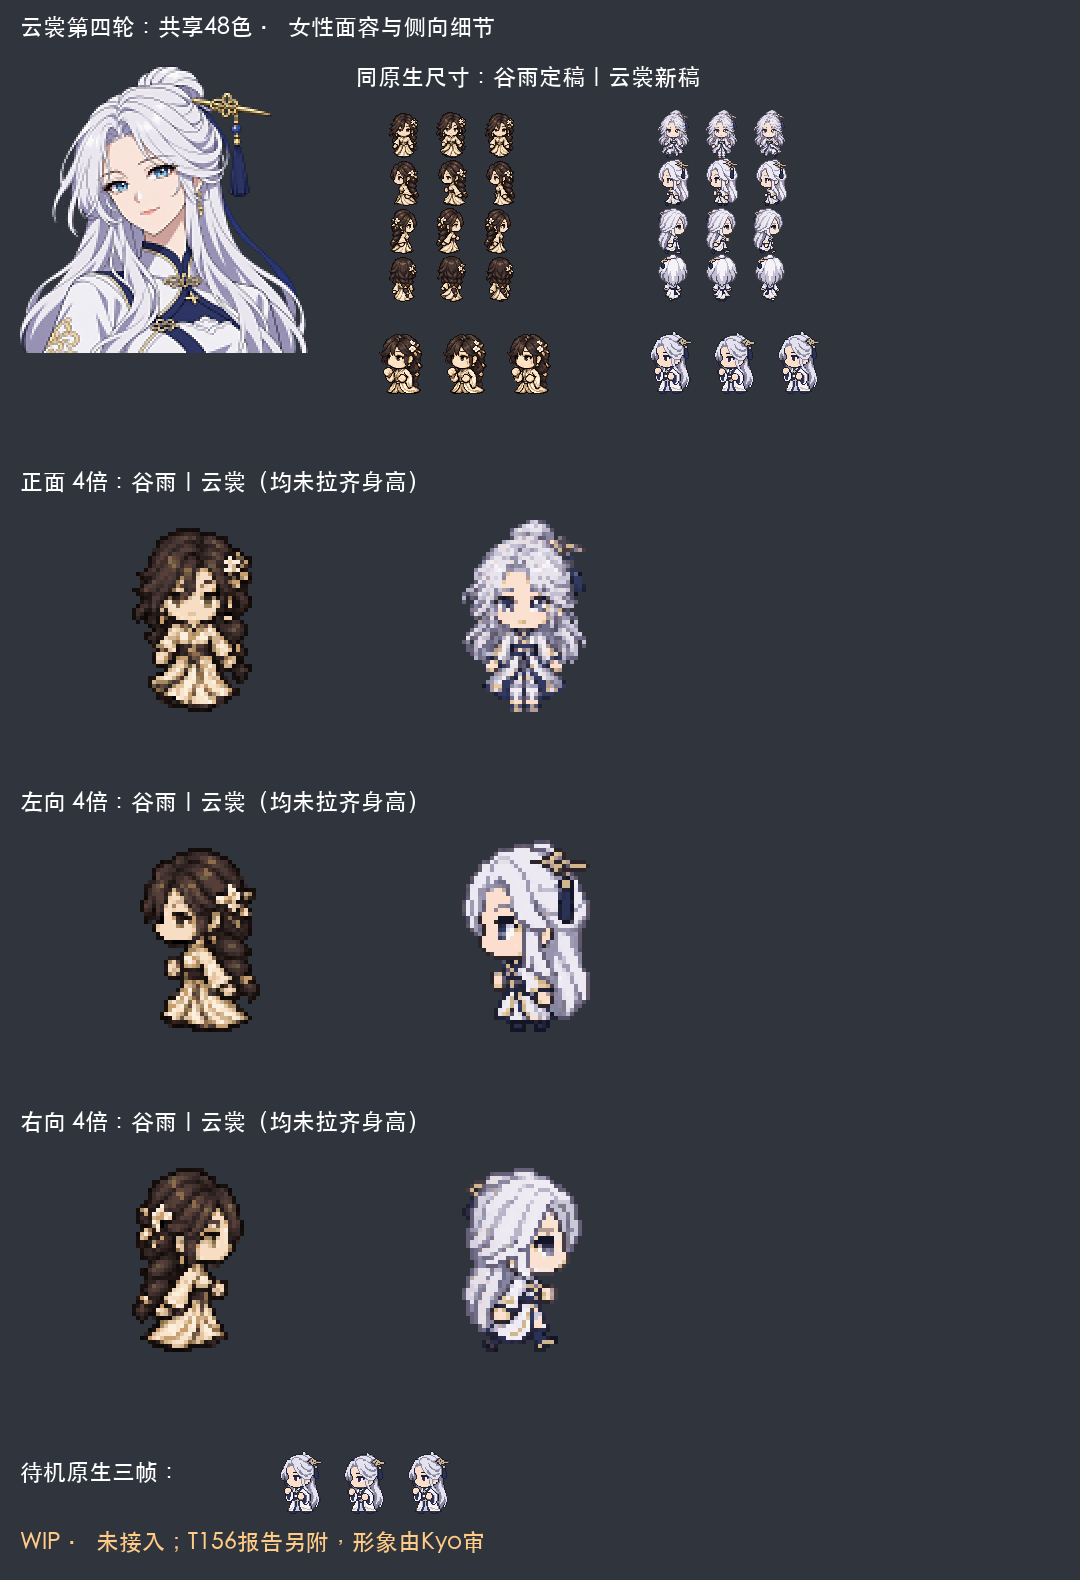 云裳第四轮：共享48色· 女性面容与侧向细节
同原生尺寸：谷雨定稿丨云裳新稿
正面 4倍：谷雨丨云裳（均未拉齐身高）
左向 4倍：谷雨丨云裳（均未拉齐身高）
右向 4倍：谷雨丨云裳（均未拉齐身高）
待机原生三帧：
WIP· 未接入；T156报告另附，形象由Kyo审